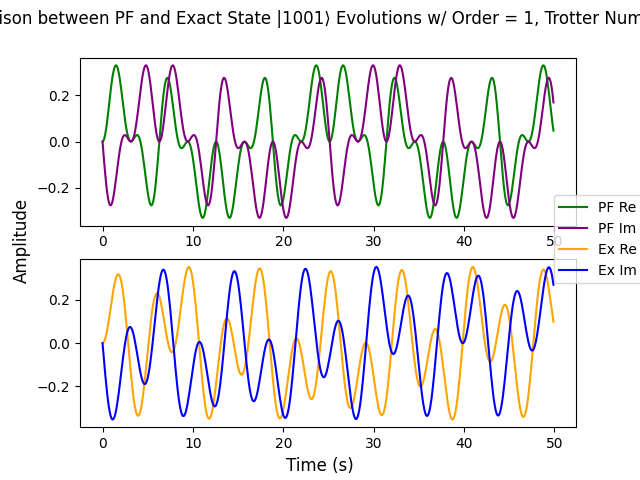 ison between PF and Exact State |1001⟩ Evolutions w/ Order = 1, Trotter Num
0.2
0.0
−0.2
0 10 20 30 40 50
PF Re
PF Im
Ex Re
Ex Im
Amplitude
0.2
0.0
−0.2
0 10 20 30 40 50
Time (s)